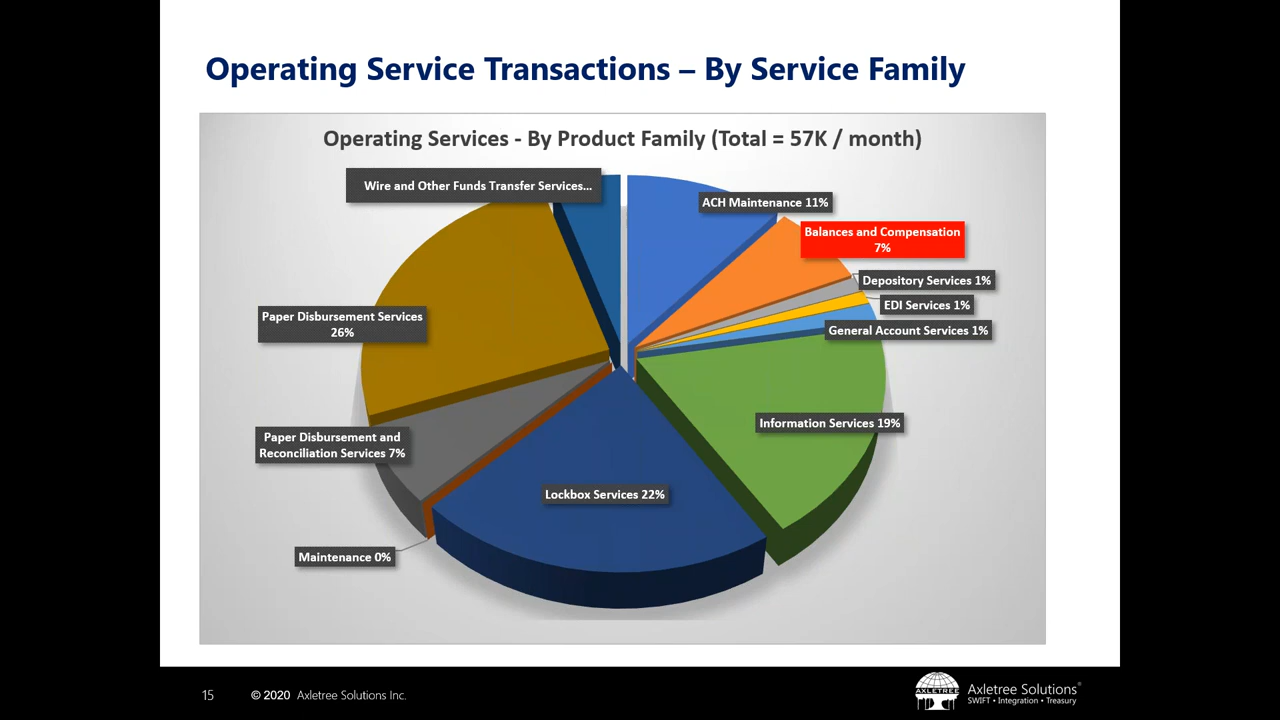 Operating Service Transactions – By Service Family
Operating Services - By Product Family (Total = 57K / month)
Wire and Other Funds Transfer Services...
ACH Maintenance 11%
Balances and Compensation
7%
Depository Services 1%
EDI Services 1%
General Account Services 1%
Paper Disbursement Services
26%
Information Services 19%
Paper Disbursement and
Reconciliation Services 7%
Lockbox Services 22%
Maintenance 0%
15
© 2020 Axletree Solutions Inc.
AXLETREE
Axletree Solutions®
SWIFT • Integration • Treasury